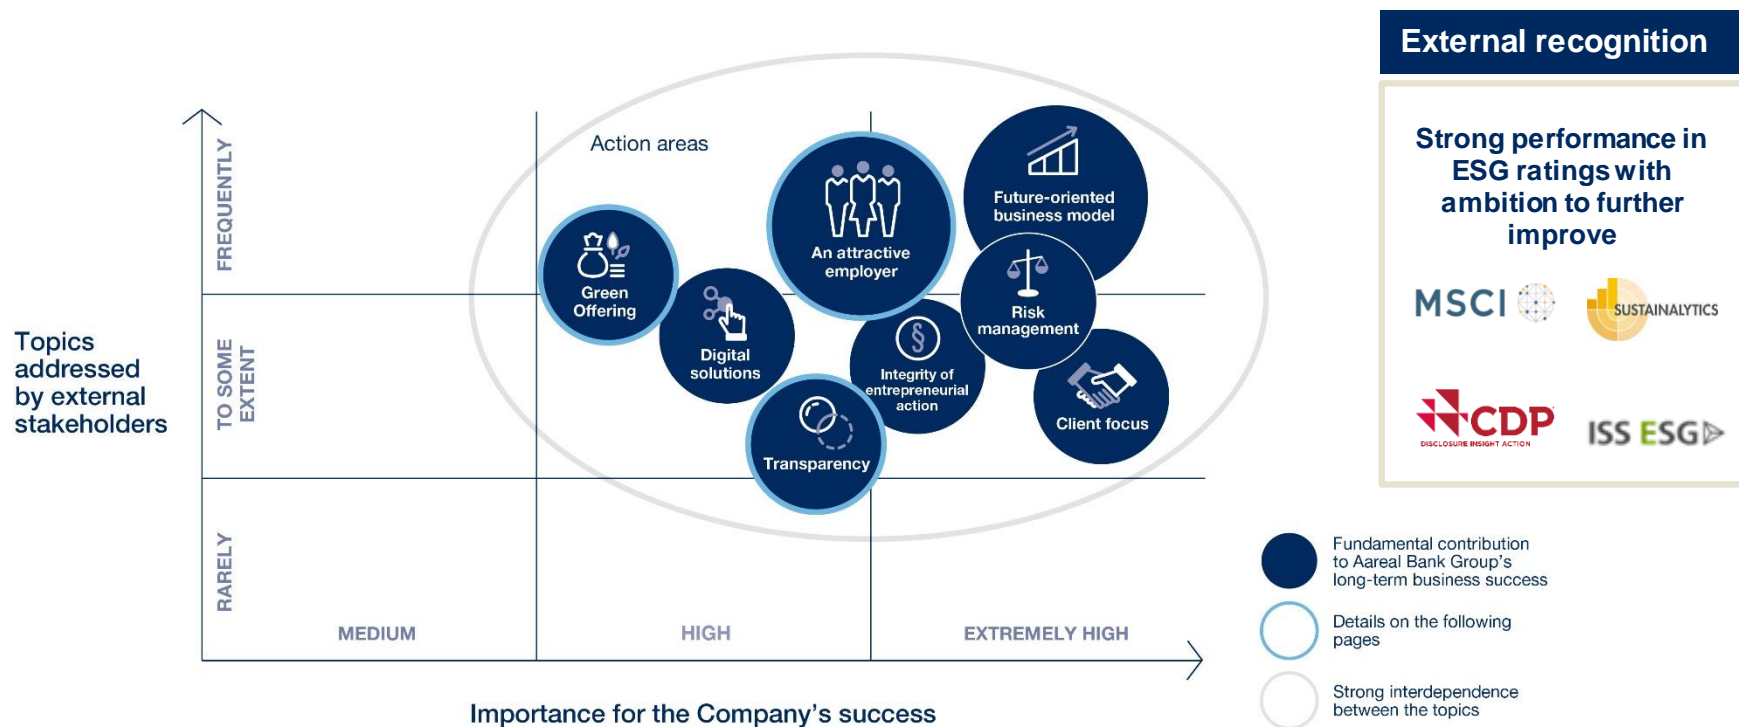 External recognition
Strong performance in
ESG ratings with
ambition to further
improve
MSCI
SUSTAINALYTICS
CDP
DISCLOSURE INSIGHT ACTION
ISS ESG
Topics
addressed
by external
stakeholders
FREQUENTLY
TO SOME
EXTENT
RARELY
Action areas
An attractive
employer
Future-oriented
business model
Green
Offering
Digital
solutions
Risk
management
§
Integrity of
entrepreneurial
action
Client focus
Transparency
MEDIUM
HIGH
EXTREMELY HIGH
Importance for the Company's success
Fundamental contribution
to Aareal Bank Group's
long-term business success
Details on the following
pages
Strong interdependence
between the topics